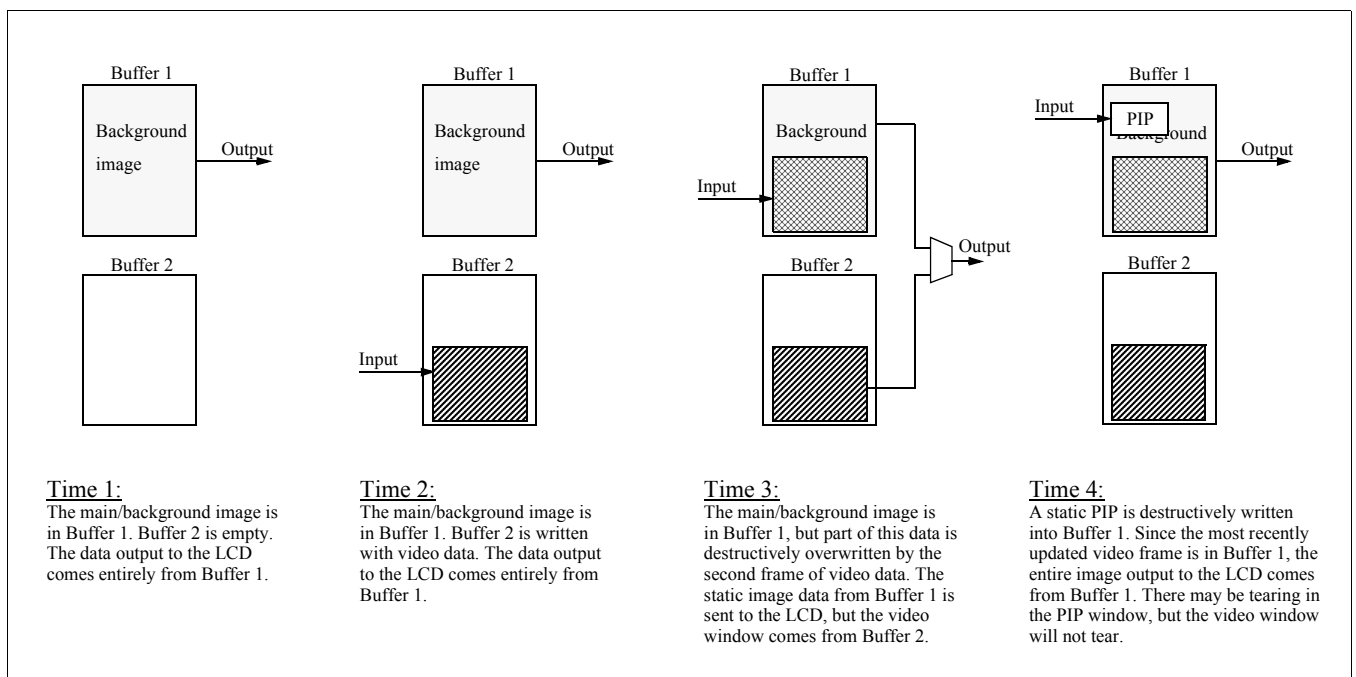 Buffer 1
Background
image
Output
Buffer 2
Time 1:
The main/background image is
in Buffer 1. Buffer 2 is empty.
The data output to the LCD
comes entirely from Buffer 1.
Buffer 1
Background
image
Output
Buffer 2
Input
Time 2:
The main/background image is
in Buffer 1. Buffer 2 is written
with video data. The data output
to the LCD comes entirely from
Buffer 1.
Buffer 1
Background
Input
Output
Buffer 2
Time 3:
The main/background image is
in Buffer 1, but part of this data is
destructively overwritten by the
second frame of video data. The
static image data from Buffer 1 is
sent to the LCD, but the video
window comes from Buffer 2.
Buffer 1
Input
PIP
Background
Output
Buffer 2
Time 4:
A static PIP is destructively written
into Buffer 1. Since the most recently
updated video frame is in Buffer 1, the
entire image output to the LCD comes
from Buffer 1. There may be tearing in
the PIP window, but the video window
will not tear.